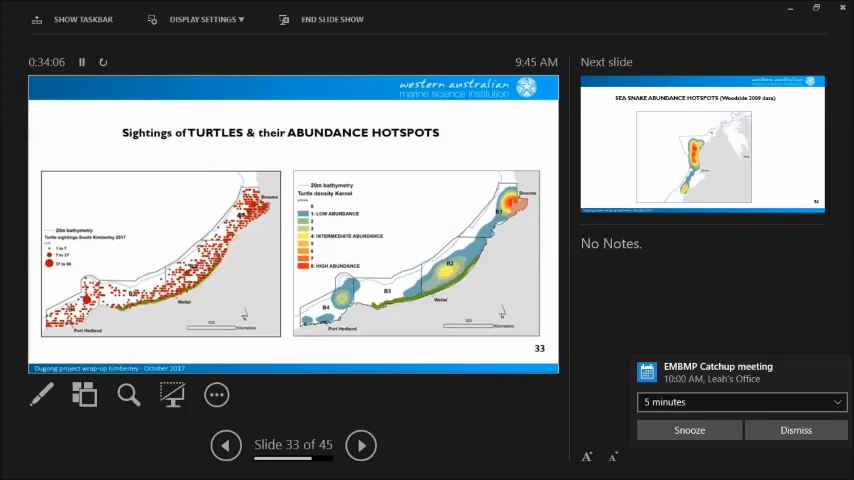 SHOW TASKBAR
DISPLAY SETTINGS ▼
END SLIDE SHOW
0:34:06
9:45 AM
western australian
marine science institution
Sightings of TURTLES & their ABUNDANCE HOTSPOTS
Broome
20m bathymetry
Turtle sightings South Kimberley 2017
1 to 7
7 to 37
37 to 96
Wallal
Port Hedland
Kilometers
20m bathymetry
Turtle density Kernel
0
1: LOW ABUNDANCE
2
3
4: INTERMEDIATE ABUNDANCE
5
6
7
8: HIGH ABUNDANCE
Broome
B1
B2
B3
B4
Wallal
Port Hedland
Kilometers
33
Dugong project wrap-up Kimberley - October 2017
Slide 33 of 45
Next slide
western australian
SEA SNAKE ABUNDANCE HOTSPOTS (Woodside 2009 data)
34
No Notes.
EMBMP Catchup meeting
10:00 AM, Leah's Office
5 minutes
Snooze
Dismiss
A A